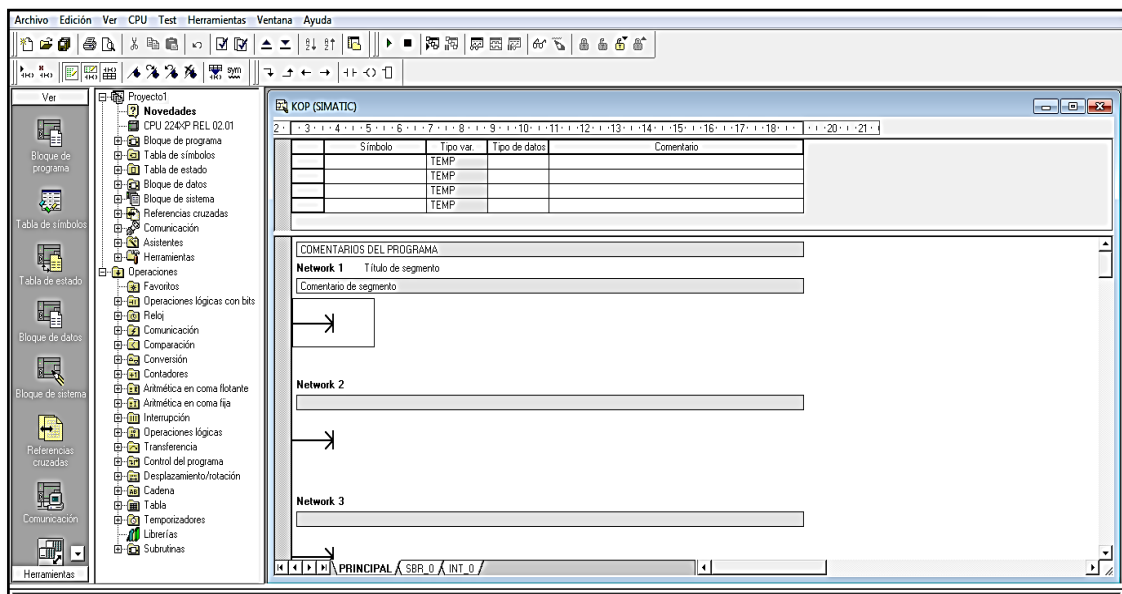 Archivo Edición Ver CPU Test Herramientas Ventana Ayuda
sym
Ver
Bloque de programa
Tabla de símbolos
Tabla de estado
Bloque de datos
Bloque de sistema
Referencias cruzadas
Comunicación
Herramientas
Proyecto1
Novedades
CPU 224XP REL 02.01
Bloque de programa
Tabla de símbolos
Tabla de estado
Bloque de datos
Bloque de sistema
Referencias cruzadas
Comunicación
Asistentes
Herramientas
Operaciones
Favoritos
Operaciones lógicas con bits
Reloj
Comunicación
Comparación
Conversión
Contadores
Aritmética en coma flotante
Aritmética en coma fija
Interrupción
Operaciones lógicas
Transferencia
Control del programa
Desplazamiento/rotación
Cadena
Tabla
Temporizadores
Librerías
Subrutinas
KOP (SIMATIC)
2 · 3 · 4 · 5 · 6 · 7 · 8 · 9 · 10 · 11 · 12 · 13 · 14 · 15 · 16 · 17 · 18 · 20 · 21
Símbolo Tipo var. Tipo de datos Comentario
TEMP
TEMP
TEMP
TEMP
COMENTARIOS DEL PROGRAMA
Network 1 Título de segmento
Comentario de segmento
Network 2
Network 3
PRINCIPAL SBR_0 INT_0